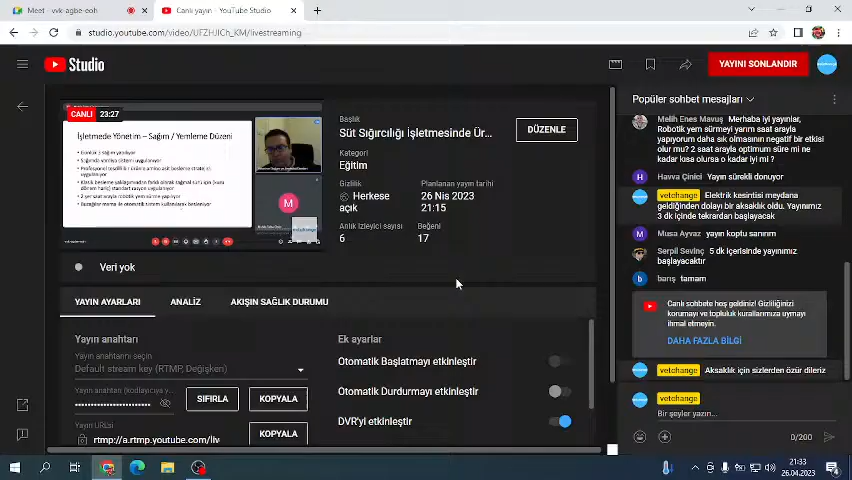 Meet - vvk-agbe-eoh
Canlı yayın - YouTube Studio
studio.youtube.com/video/UFZHJICh_KM/livestreaming
Studio
YAYINI SONLANDIR
CANLI 23:27
İşletmede Yönetim – Sağım / Yemleme Düzeni
Başlık
Süt Sığırcılığı İşletmesinde Ür...
DÜZENLE
Kategori
Eğitim
Gizlilik
Herkese açık
Planlanan yayın tarihi
26 Nis 2023
21:15
Anlık izleyici sayısı
6
Beğeni
17
M
Veri yok
YAYIN AYARLARI
ANALİZ
AKIŞIN SAĞLIK DURUMU
Yayın anahtarı
Yayın anahtarını seçin
Default stream key (RTMP, Değişken)
Yayın anahtarı (kodlayıcıya y...
SIFIRLA
KOPYALA
Yayın URLsi
rtmp://a.rtmp.youtube.com/liv
KOPYALA
Ek ayarlar
Otomatik Başlatmayı etkinleştir
Otomatik Durdurmayı etkinleştir
DVR'yi etkinleştir
Popüler sohbet mesajları
Melih Enes Mavuş Merhaba iyi yayınlar,
Robotik yem sürmeyi yarım saat arayla
yapıyorum daha sık olmasının negatif bir etkisi
olur mu? 2 saat arayla optimum süre mi ne
kadar kısa olursa o kadar iyi mi ?
H Havva Çinici Yayın sürekli donuyor
vetchange Elektrik kesintisi meydana
geldiğinden dolayı bir aksaklık oldu. Yayınımız
3 dk içinde tekrardan başlayacak
M Musa Ayvaz yayın koptu sanırım
Serpil Sevinç 5 dk içerisinde yayınımız
başlayacaktır
b barış tamam
Canlı sohbete hoş geldiniz! Gizliliğinizi
korumayı ve topluluk kurallarımıza uymayı
ihmal etmeyin.
DAHA FAZLA BİLGİ
vetchange Aksaklık için sizlerden özür dileriz
vetchange
Bir şeyler yazın...
0/200
21:33
26.04.2023